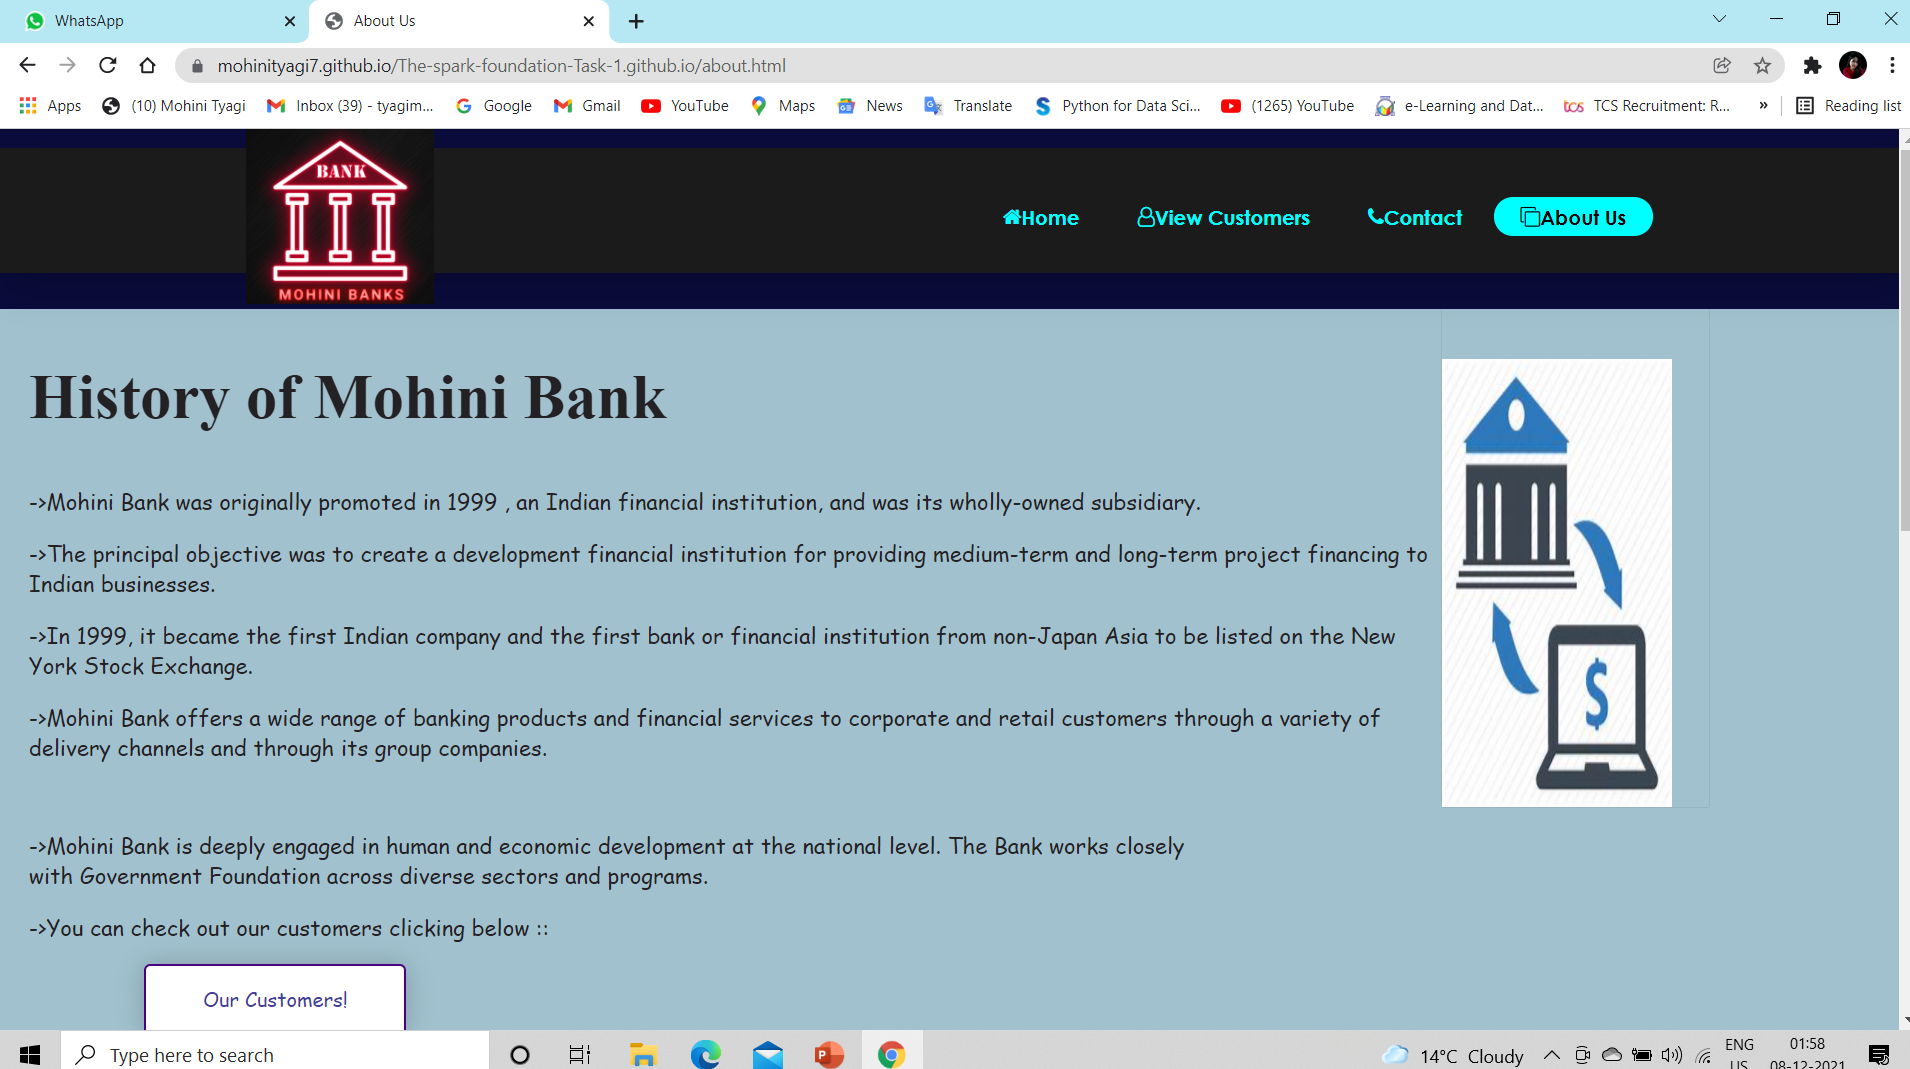 WhatsApp
About Us
mohinityagi7.github.io/The-spark-foundation-Task-1.github.io/about.html
Apps (10) Mohini Tyagi Inbox (39) - tyagim... Google Gmail YouTube Maps News Translate Python for Data Sci... (1265) YouTube e-Learning and Dat... TCS Recruitment: R... » Reading list
BANK
MOHINI BANKS
Home View Customers Contact About Us
History of Mohini Bank
->Mohini Bank was originally promoted in 1999 , an Indian financial institution, and was its wholly-owned subsidiary.
->The principal objective was to create a development financial institution for providing medium-term and long-term project financing to
Indian businesses.
->In 1999, it became the first Indian company and the first bank or financial institution from non-Japan Asia to be listed on the New
York Stock Exchange.
->Mohini Bank offers a wide range of banking products and financial services to corporate and retail customers through a variety of
delivery channels and through its group companies.
$
->Mohini Bank is deeply engaged in human and economic development at the national level. The Bank works closely
with Government Foundation across diverse sectors and programs.
->You can check out our customers clicking below ::
Our Customers!
Type here to search
14°C Cloudy
ENG
US
01:58
08-12-2021